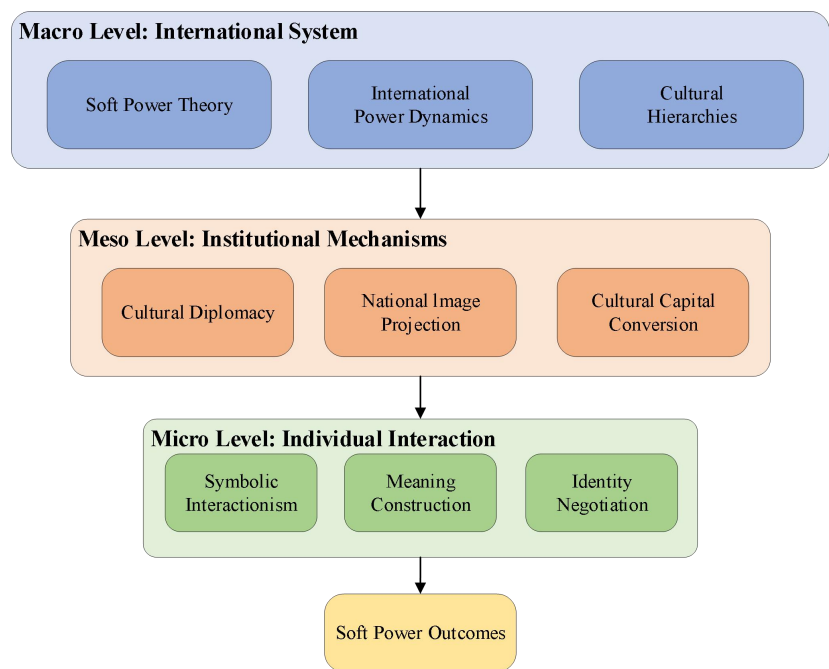 Macro Level: International System
Soft Power Theory
International
Power Dynamics
Cultural
Hierarchies
Meso Level: Institutional Mechanisms
Cultural Diplomacy
National Image
Projection
Cultural Capital
Conversion
Micro Level: Individual Interaction
Symbolic
Interactionism
Meaning
Construction
Identity
Negotiation
Soft Power Outcomes